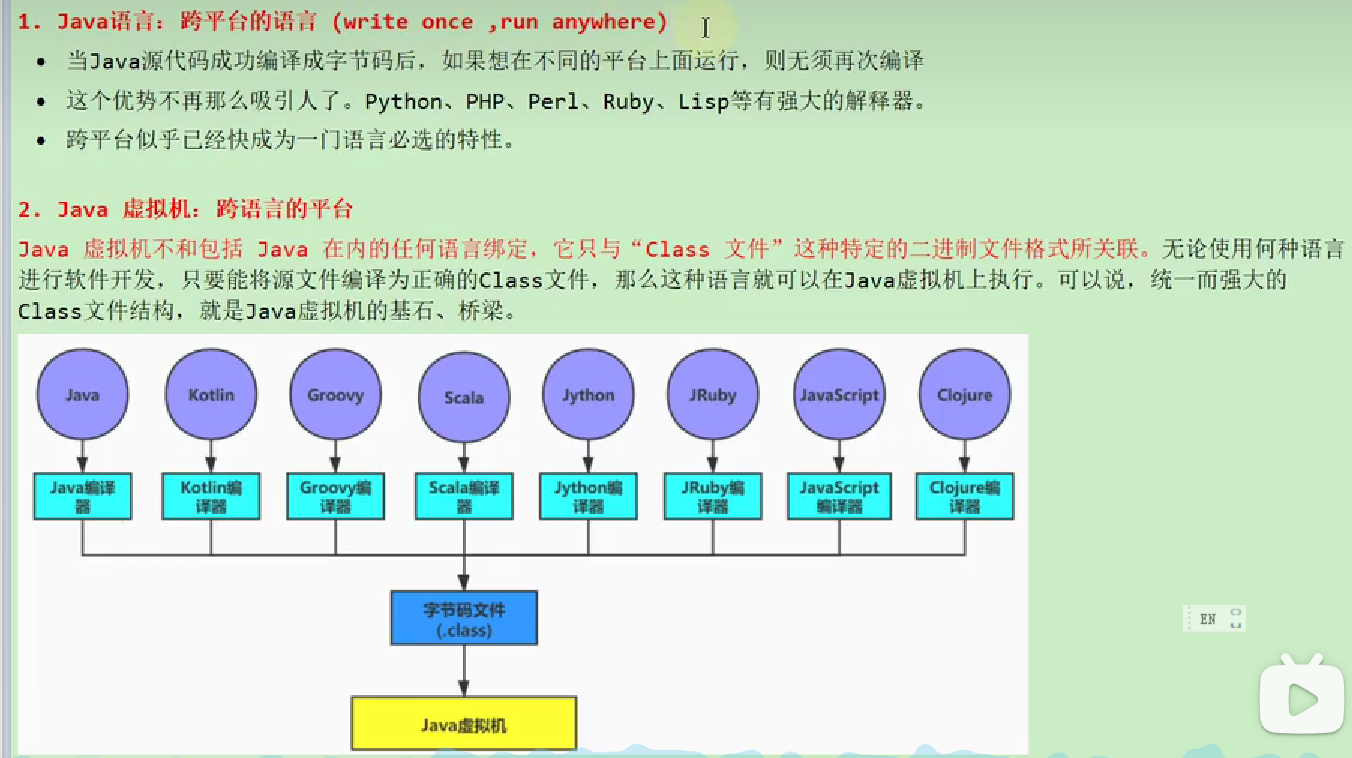 1. Java语言：跨平台的语言 (write once ,run anywhere)
• 当Java源代码成功编译成字节码后，如果想在不同的平台上面运行，则无须再次编译
• 这个优势不再那么吸引人了。Python、PHP、Perl、Ruby、Lisp等有强大的解释器。
• 跨平台似乎已经快成为一门语言必选的特性。
2. Java 虚拟机：跨语言的平台
Java 虚拟机不和包括 Java 在内的任何语言绑定，它只与“Class 文件”这种特定的二进制文件格式所关联。无论使用何种语言
进行软件开发，只要能将源文件编译为正确的Class文件，那么这种语言就可以在Java虚拟机上执行。可以说，统一而强大的
Class文件结构，就是Java虚拟机的基石、桥梁。
Java
Kotlin
Groovy
Scala
Jython
JRuby
JavaScript
Clojure
Java编译
器
Kotlin编
译器
Groovy编
译器
Scala编译
器
Jython编
译器
JRuby编
译器
JavaScript
编译器
Clojure编
译器
字节码文件
(.class)
EN
Java虚拟机